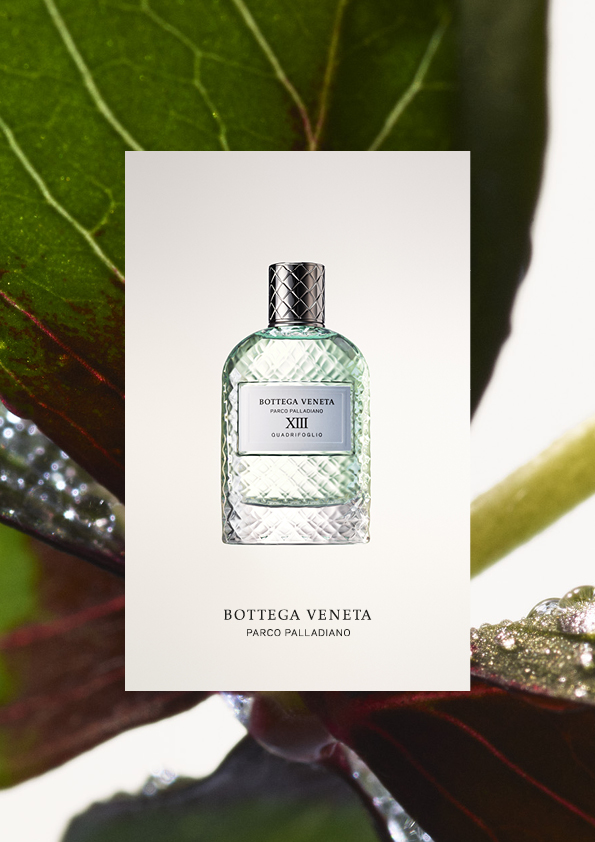 BOTTEGA VENETA
PARCO PALLADIANO
XIII
QUADRIFOGLIO
BOTTEGA VENETA
PARCO PALLADIANO